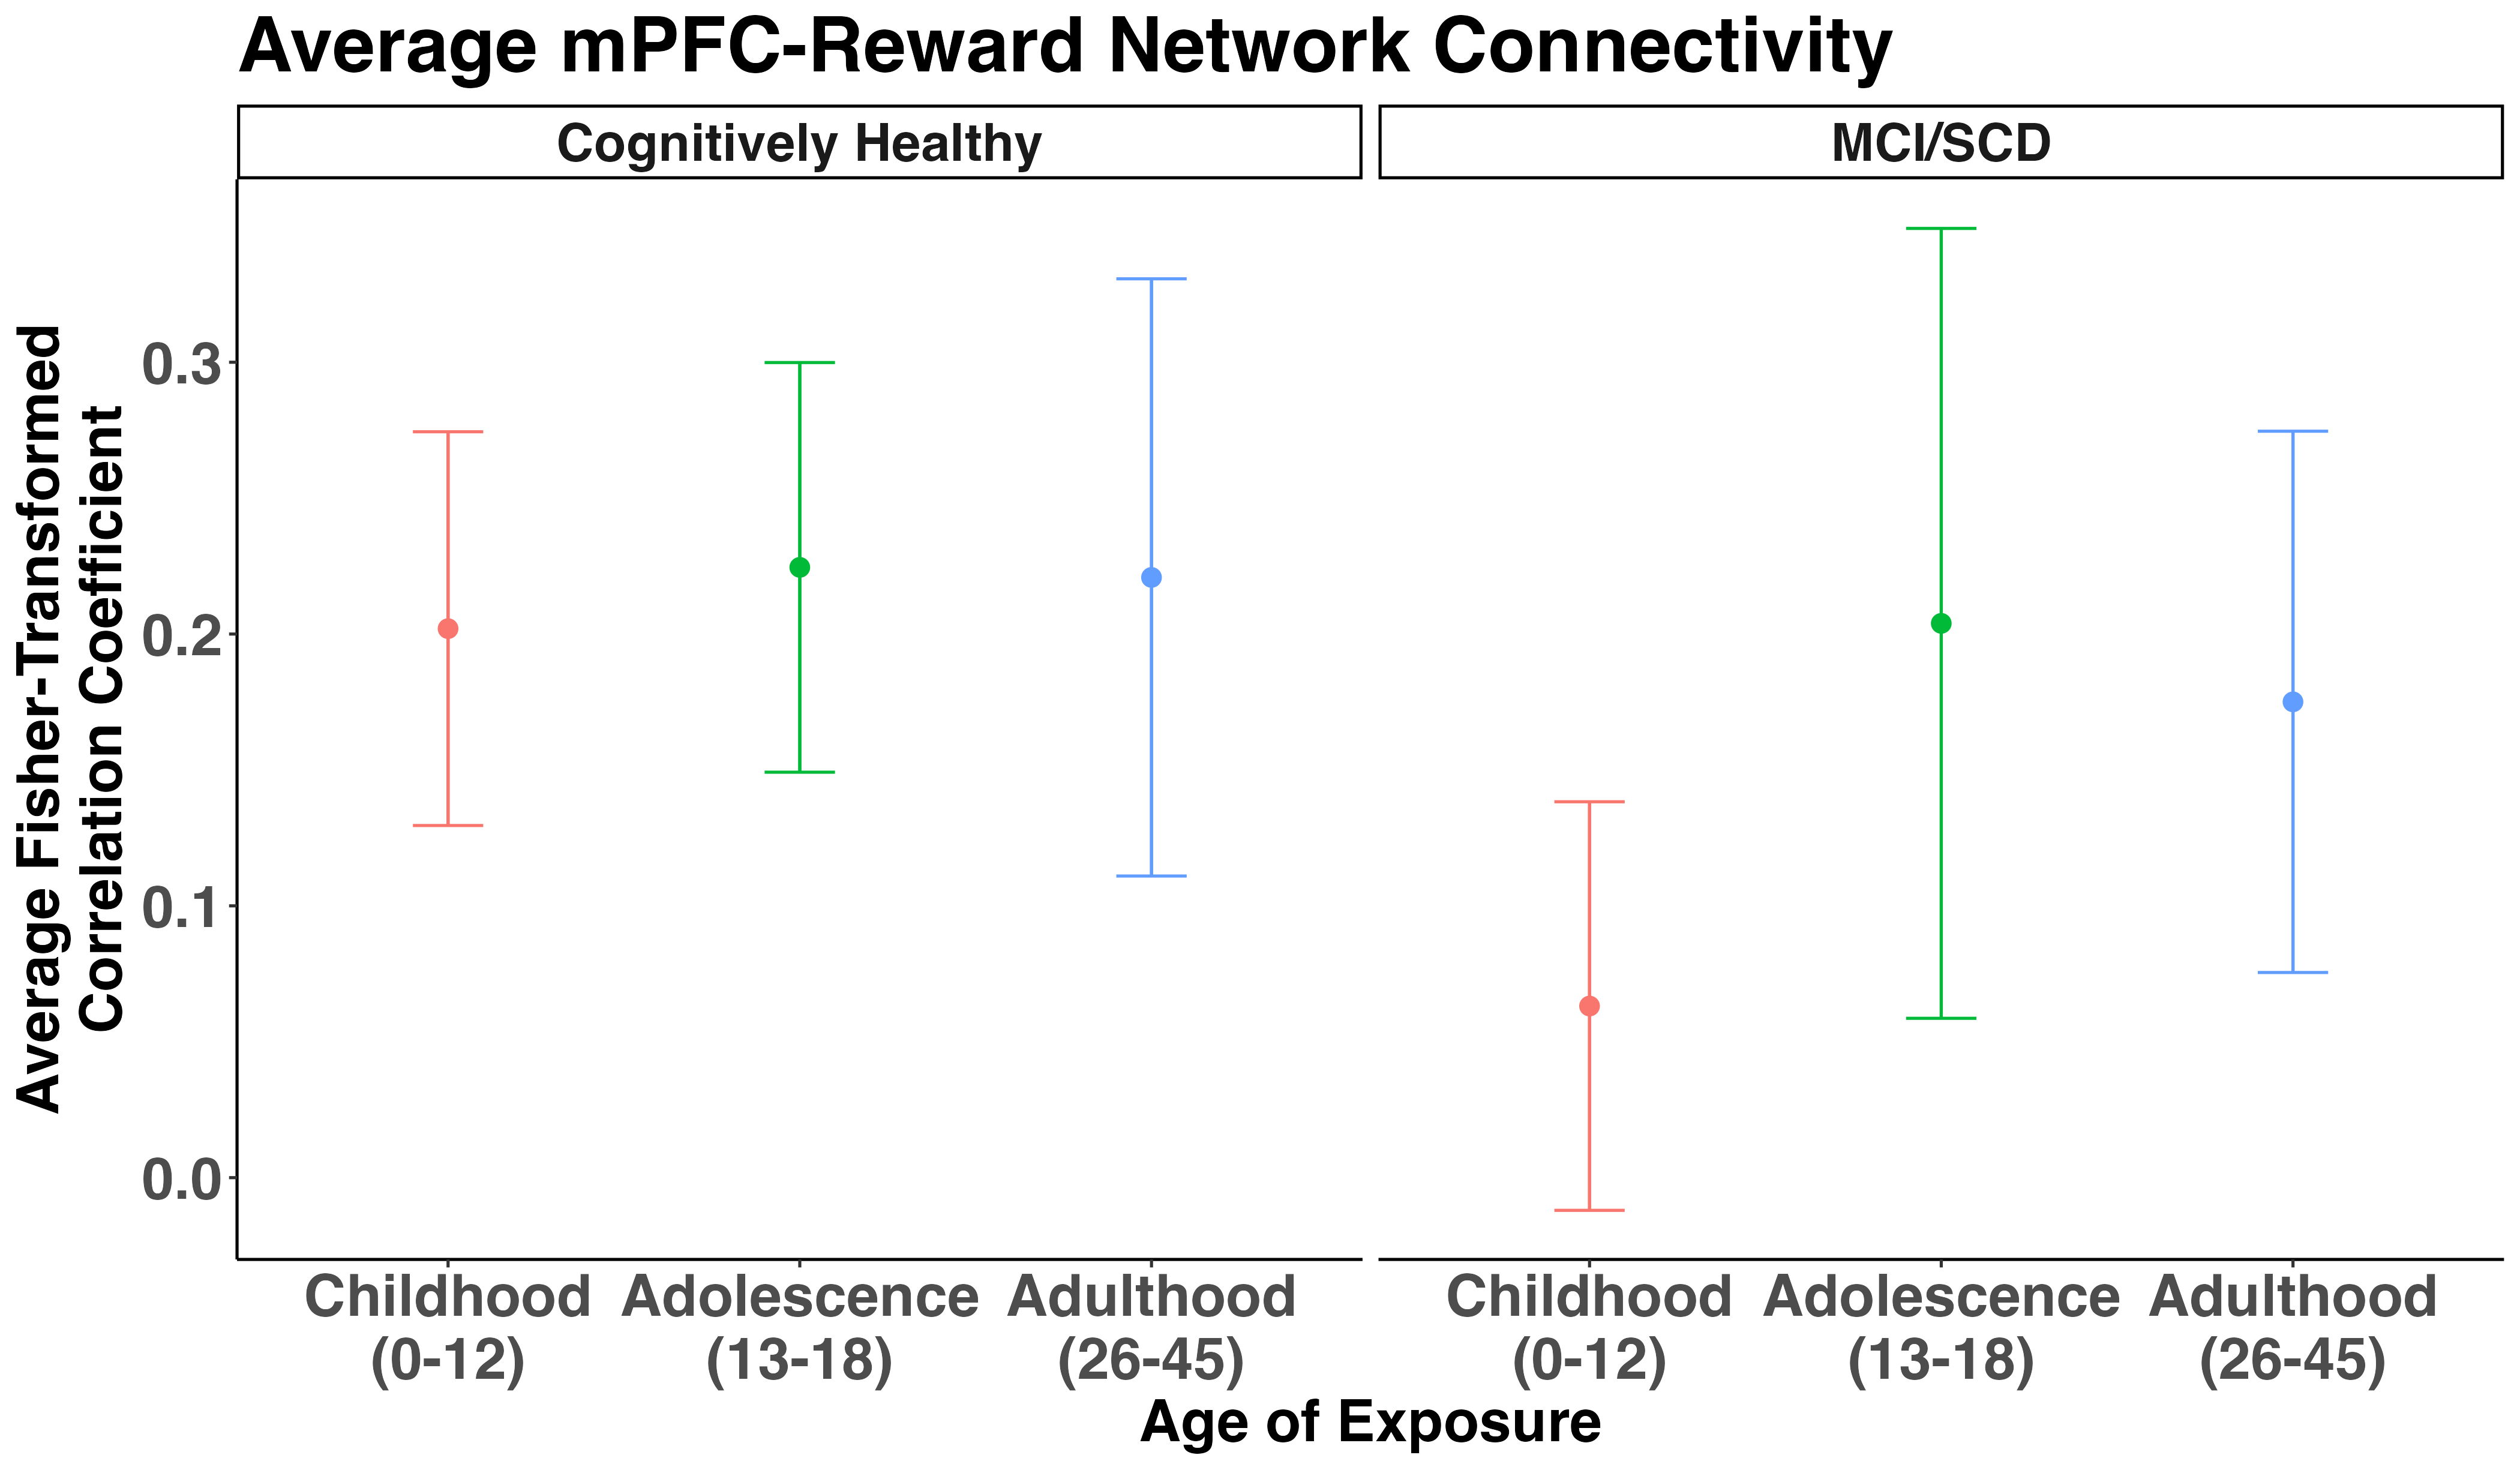 Average mPFC-Reward Network Connectivity
Cognitively Healthy
MCI/SCD
Average Fisher-Transformed
Correlation Coefficient
0.3
0.2
0.1
0.0
Childhood
(0-12)
Adolescence
(13-18)
Adulthood
(26-45)
Childhood
(0-12)
Adolescence
(13-18)
Adulthood
(26-45)
Age of Exposure